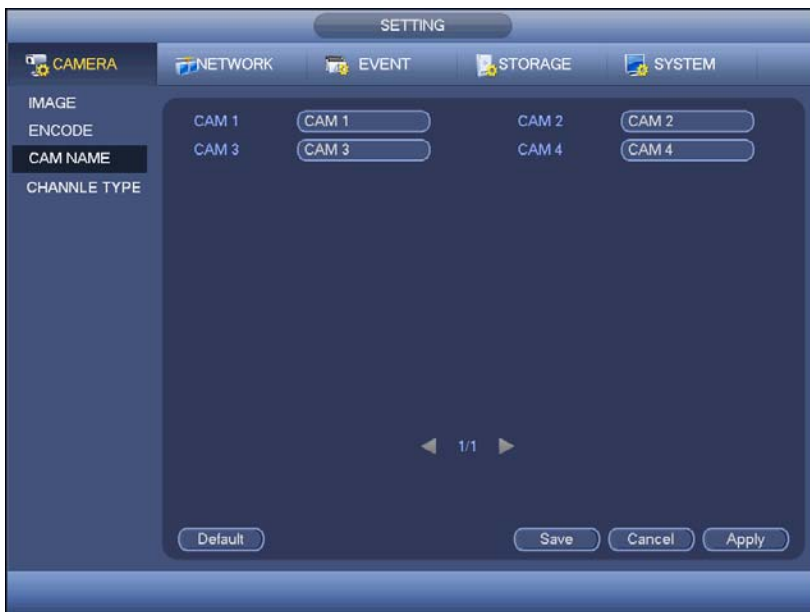 SETTING
CAMERA NETWORK EVENT STORAGE SYSTEM
IMAGE
ENCODE
CAM NAME
CHANNLE TYPE
CAM 1 CAM 1 CAM 2 CAM 2
CAM 3 CAM 3 CAM 4 CAM 4
1/1
Default Save Cancel Apply